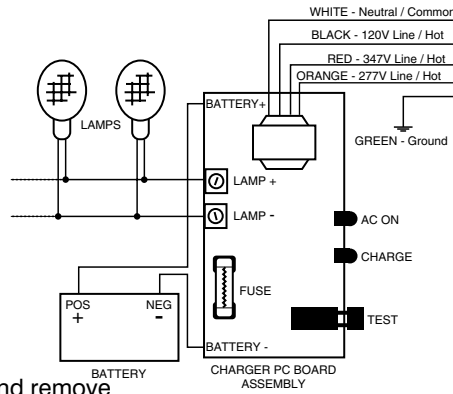 WHITE - Neutral / Common
BLACK - 120V Line / Hot
RED - 347V Line / Hot
ORANGE - 277V Line / Hot
BATTERY+
LAMPS
GREEN - Ground
LAMP +
LAMP -
AC ON
CHARGE
FUSE
POS
NEG
+
-
TEST
BATTERY -
BATTERY
CHARGER PC BOARD
ASSEMBLY
nd remove